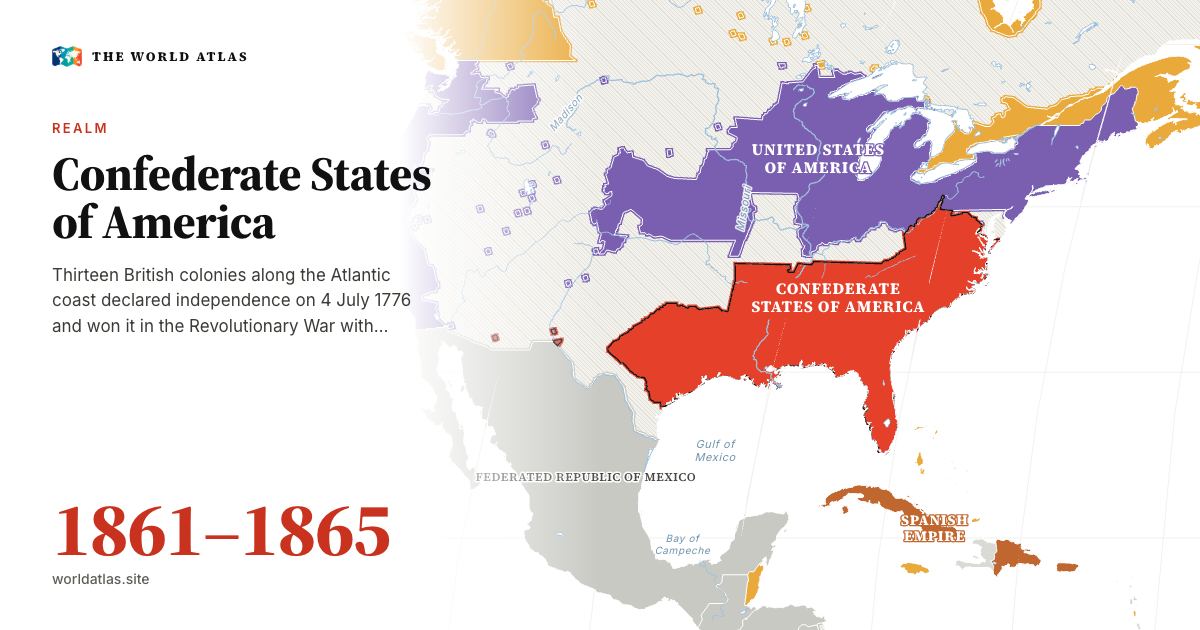 THE WORLD ATLAS
REALM
Confederate States
of America
Thirteen British colonies along the Atlantic
coast declared independence on 4 July 1776
and won it in the Revolutionary War with...
1861–1865
worldatlas.site
Madison
UNITED STATES
OF AMERICA
Missouri
CONFEDERATE
STATES OF AMERICA
Gulf of
Mexico
FEDERATED REPUBLIC OF MEXICO
Bay of
Campeche
SPANISH
EMPIRE